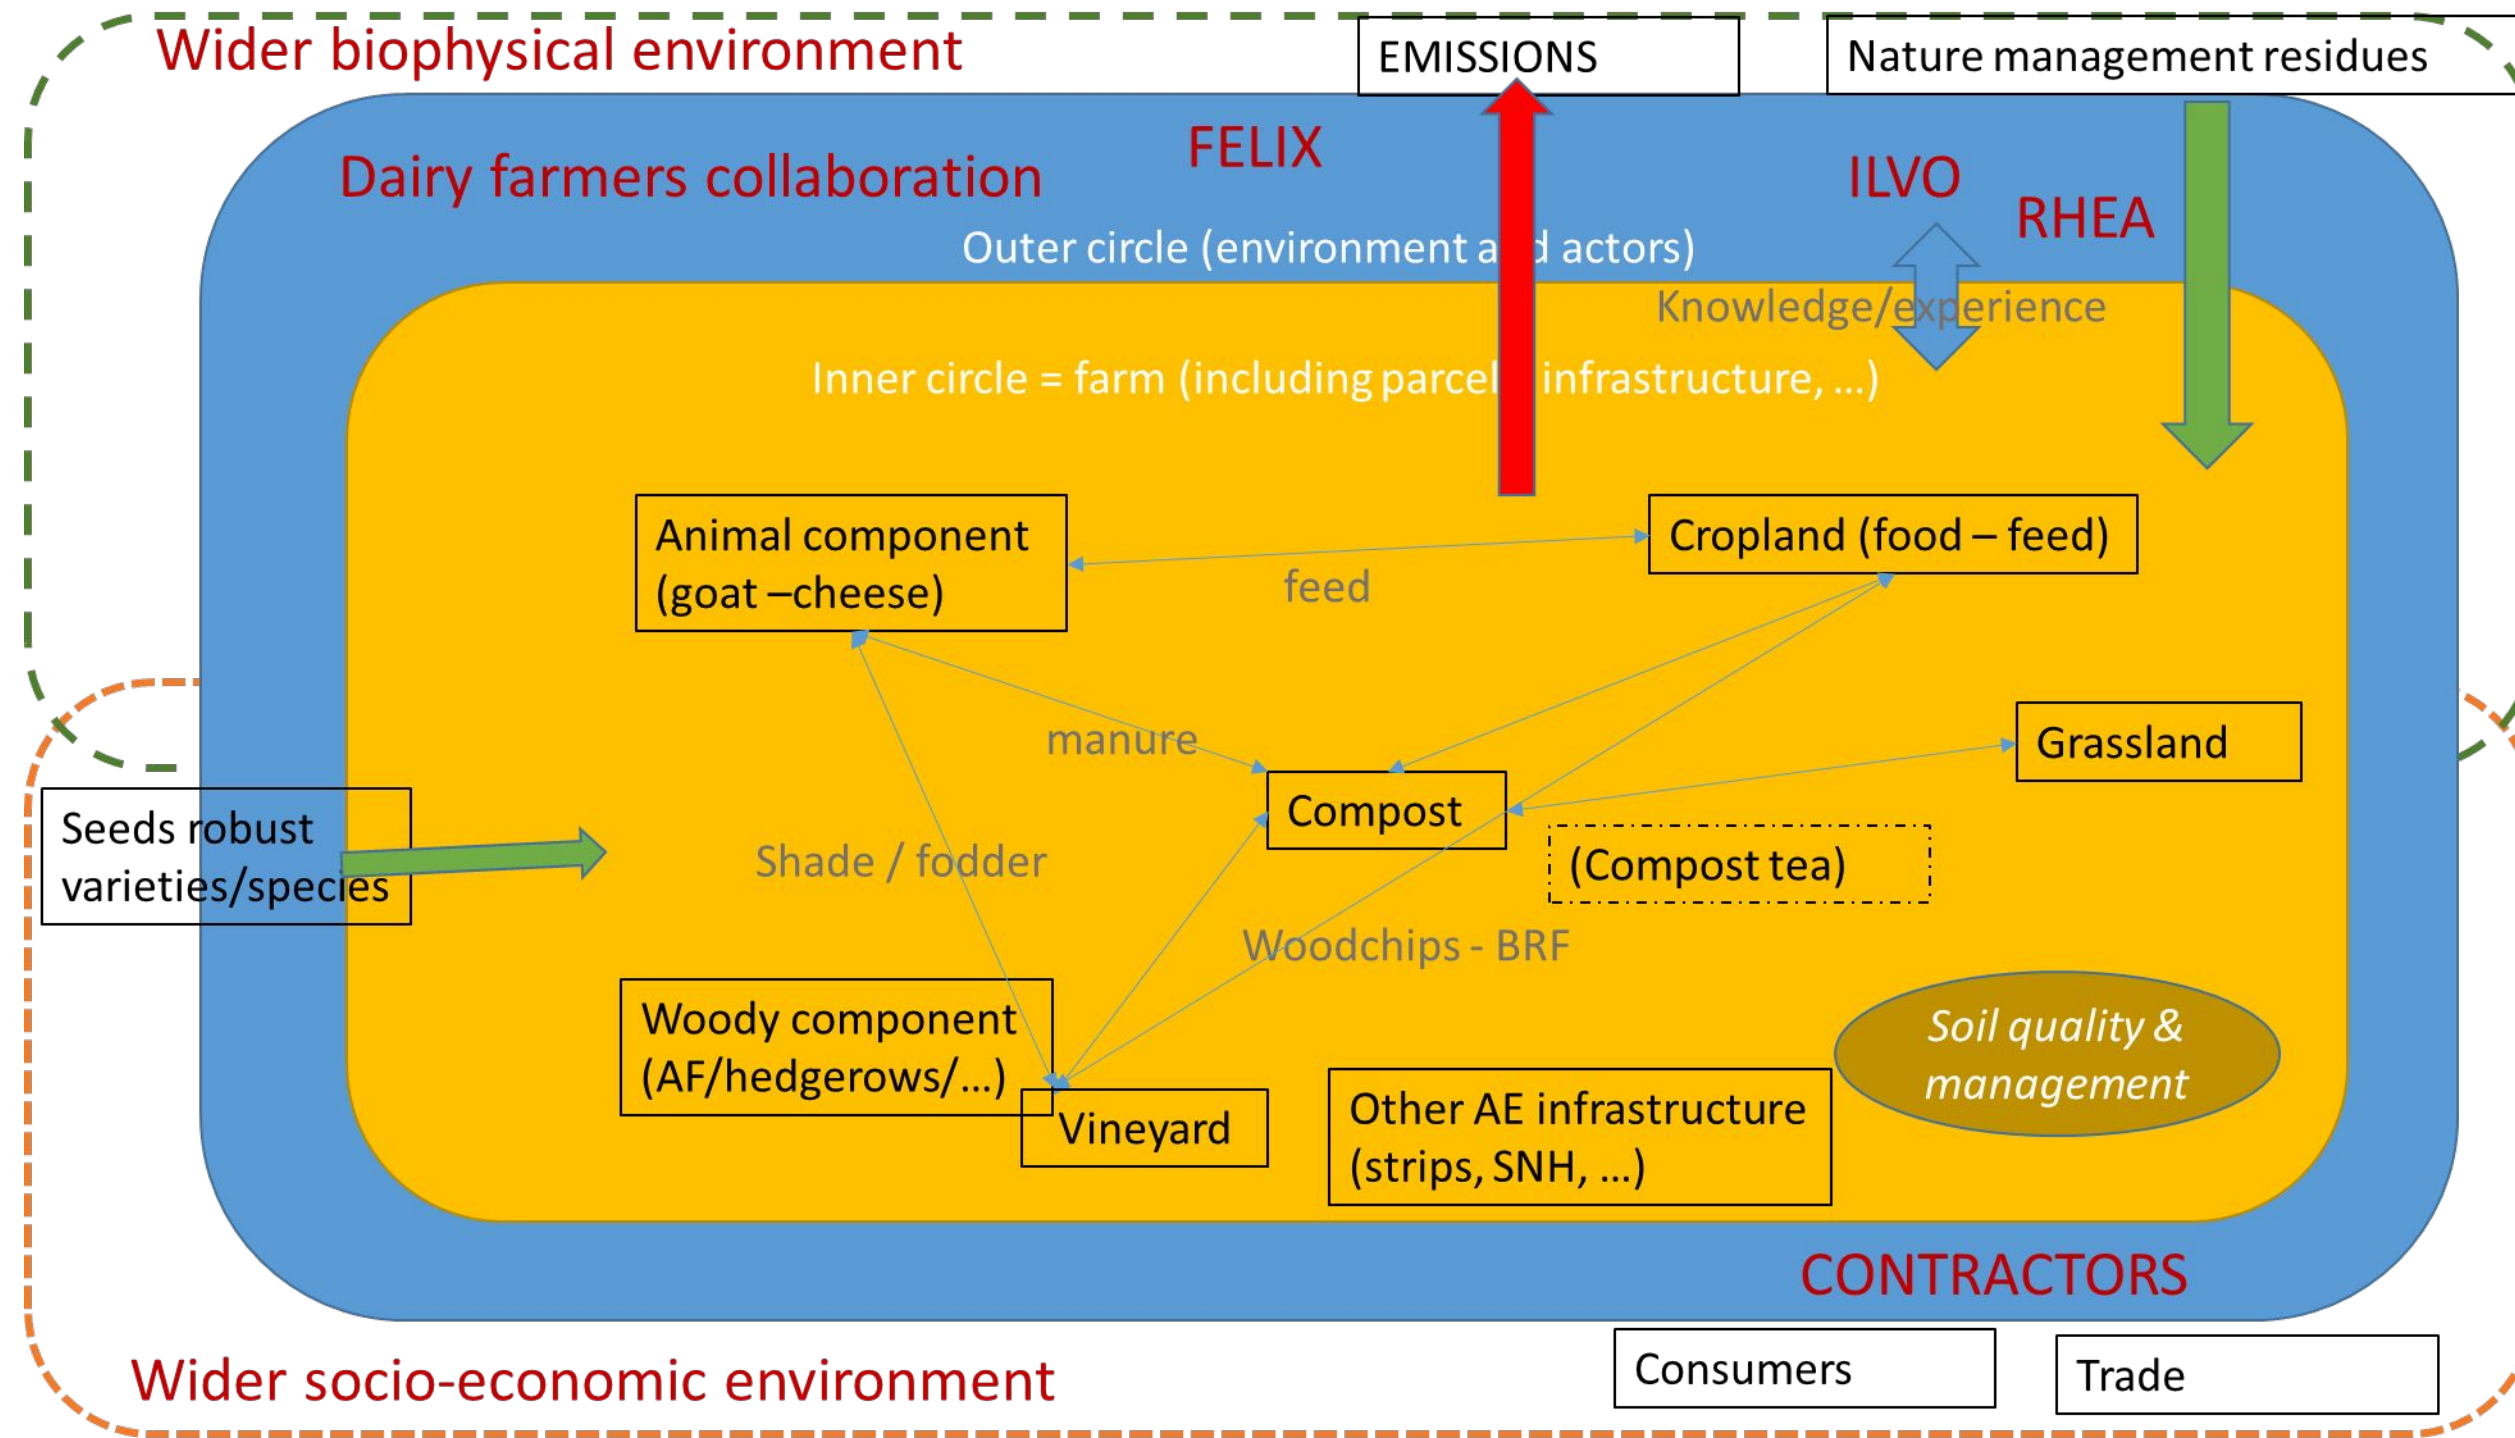 Wider biophysical environment
EMISSIONS
Nature management residues
FELIX
Dairy farmers collaboration
ILVO
RHEA
Outer circle (environment a d actors)
Knowledge/experience
Inner circle = farm (including parcel infrastructure, ...)
Animal component
(goat –cheese)
Cropland (food – feed)
feed
manure
Grassland
Compost
Seeds robust
varieties/species
Shade / fodder
(Compost tea)
Woodchips - BRF
Woody component
(AF/hedgerows/...)
Vineyard
Soil quality &
management
Other AE infrastructure
(strips, SNH, ...)
CONTRACTORS
Wider socio-economic environment
Consumers
Trade